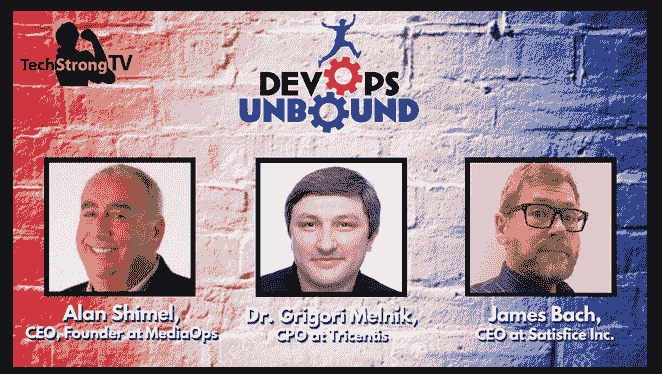 TechStrongTV
DEVOPS
UNBOUND
Alan Shimel,
CEO, Founder at MediaOps
Dr. Grigori Melnik,
CPO at Tricentis
James Bach,
CEO at Satisfice Inc.